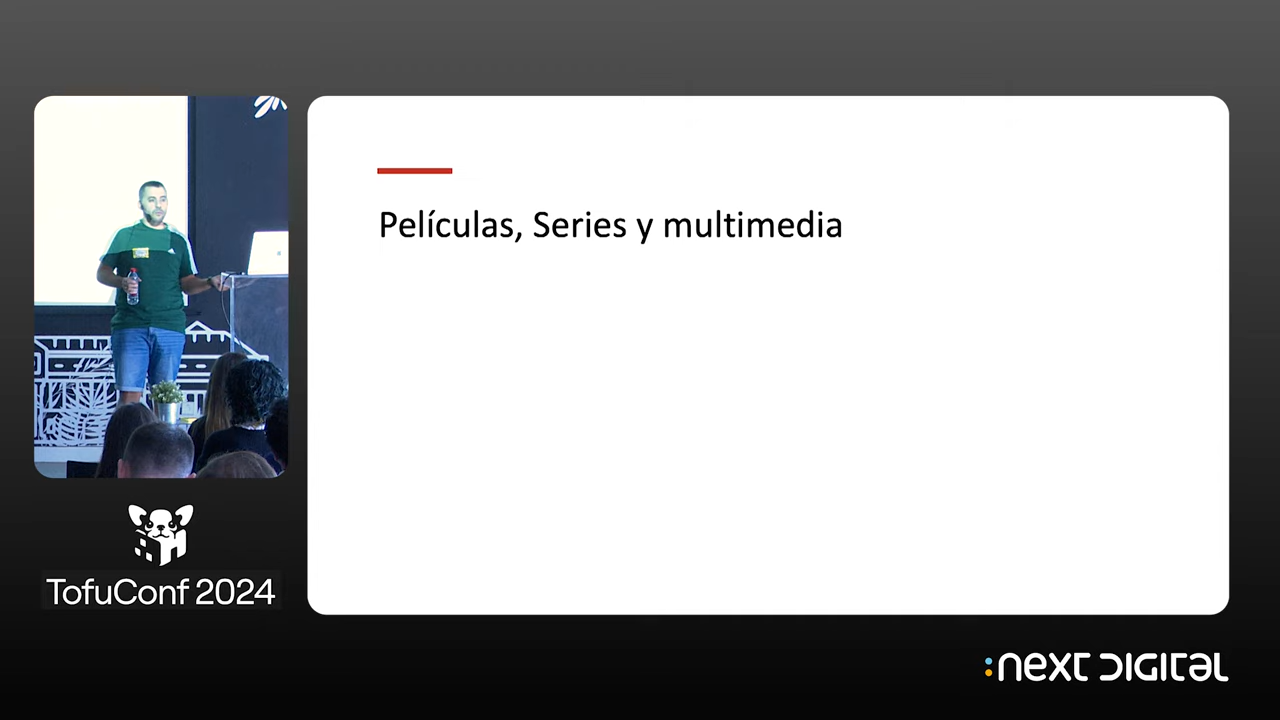 Películas, Series y multimedia
TofuConf 2024
:next digital